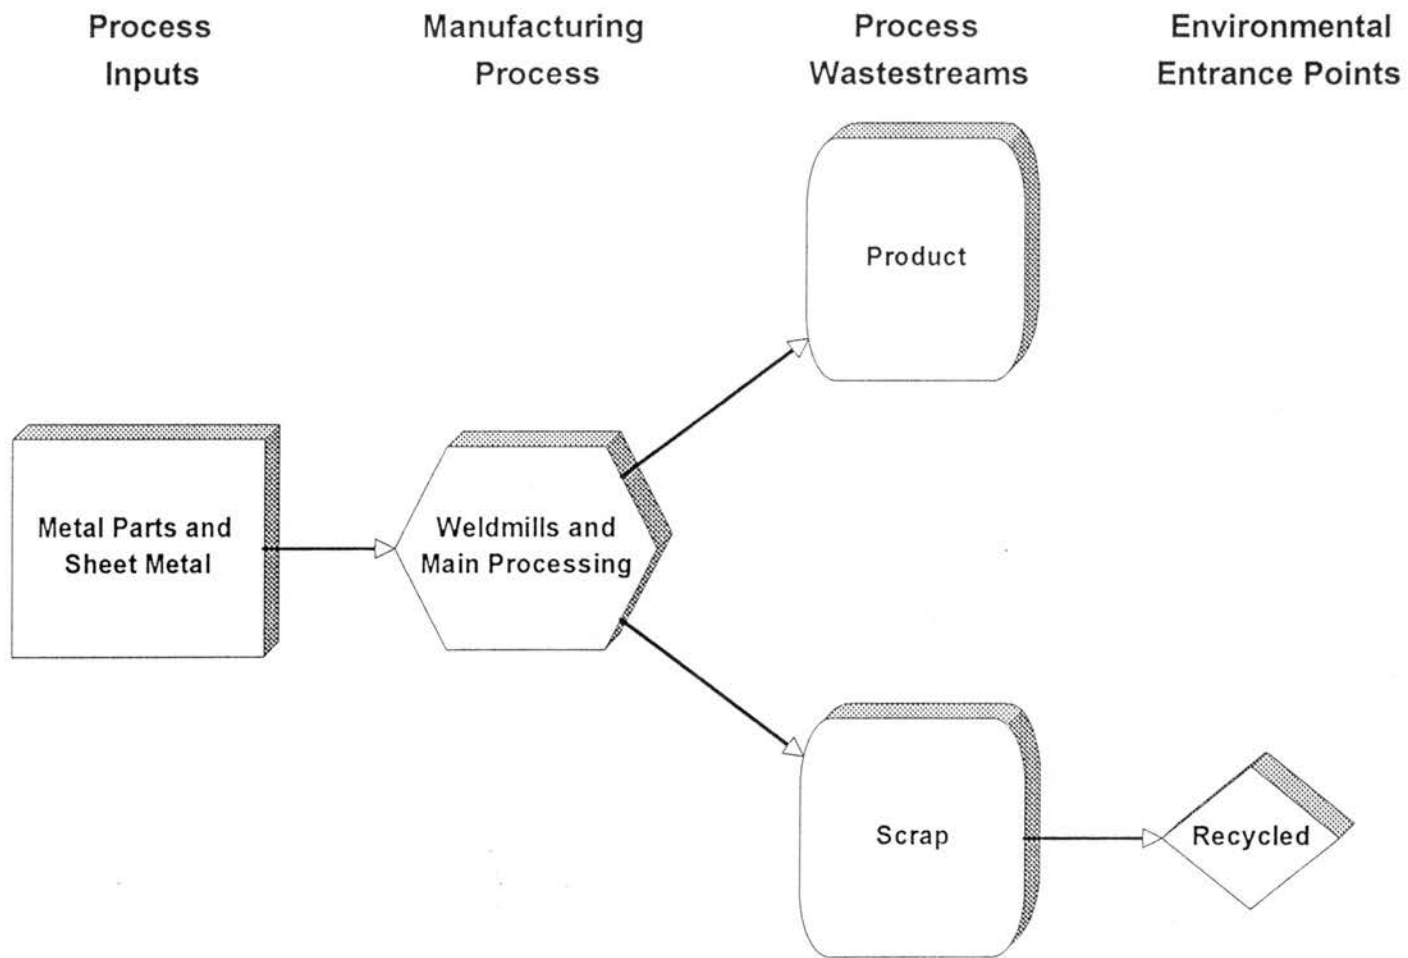 Process
Inputs
Manufacturing
Process
Process
Wastestreams
Environmental
Entrance Points
Product
Metal Parts and
Sheet Metal
Weldmills and
Main Processing
Scrap
Recycled